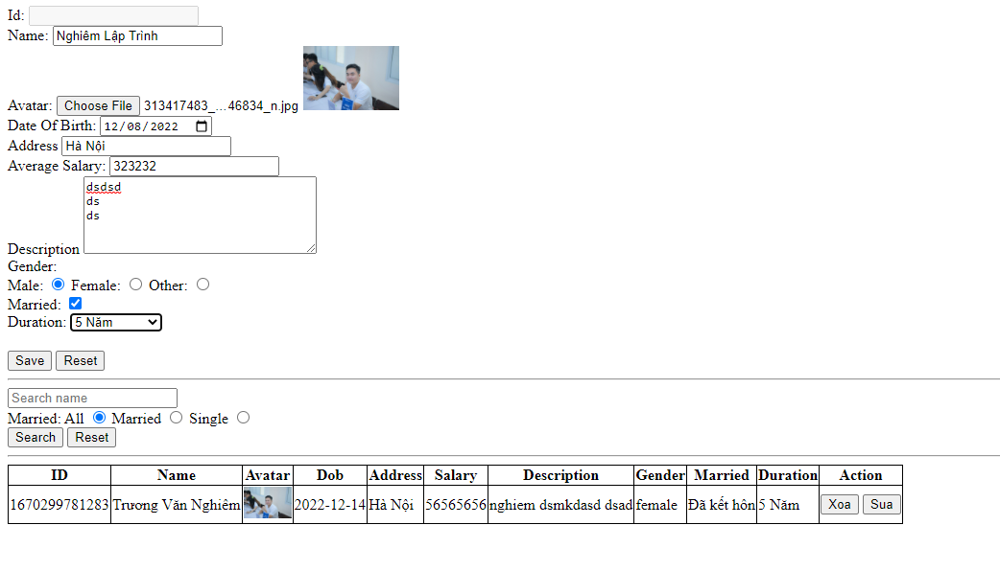 Id:
Name: Nghiêm Lập Trình
Avatar: Choose File 313417483_...46834_n.jpg
Date Of Birth: 12/08/2022
Address Hà Nội
Average Salary: 323232
dsdsd
ds
ds
Description
Gender:
Male: Female: Other:
Married:
Duration: 5 Năm
Save Reset
Search name
Married: All Married Single
Search Reset
ID Name Avatar Dob Address Salary Description Gender Married Duration Action
1670299781283 Trương Văn Nghiêm 2022-12-14 Hà Nội 56565656 nghiem dsmkdasd dsad female Đã kết hôn 5 Năm Xoa Sua